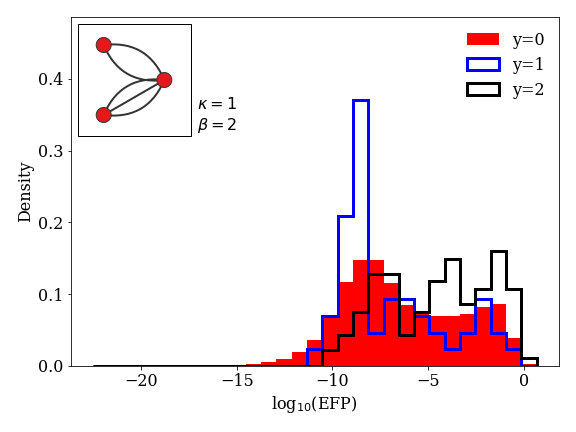 κ = 1
β = 2
y=0
y=1
y=2
Density
0.4
0.3
0.2
0.1
0.0
−20
−15
−10
−5
0
log₁₀(EFP)